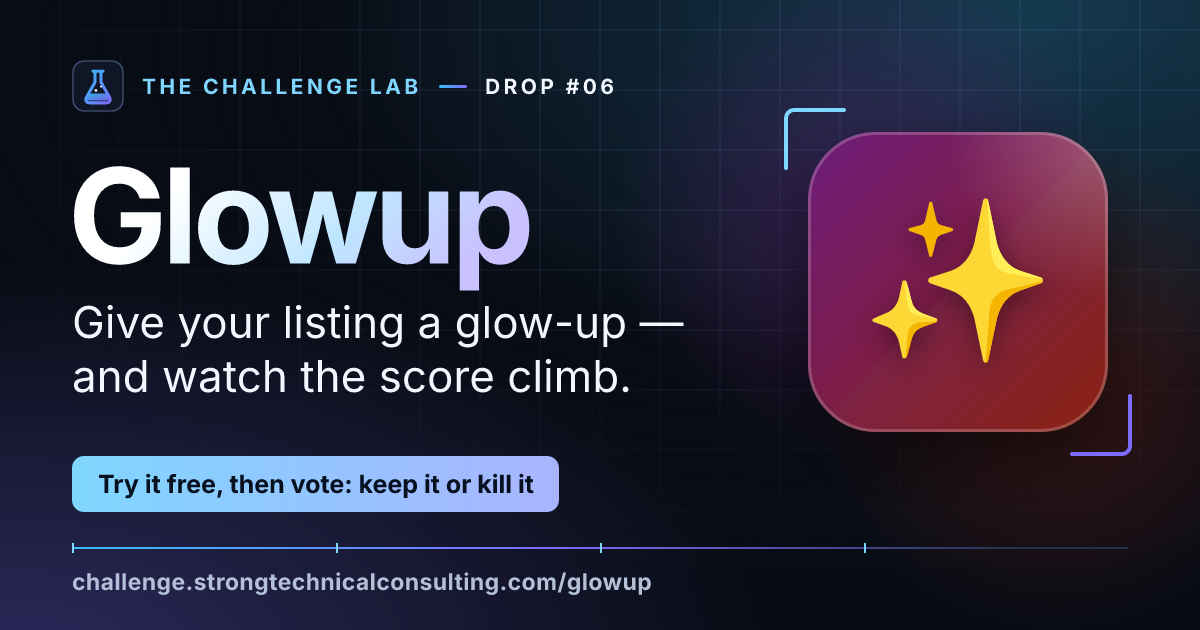 THE CHALLENGE LAB — DROP #06
Glowup
Give your listing a glow-up —
and watch the score climb.
Try it free, then vote: keep it or kill it
challenge.strongtechnicalconsulting.com/glowup